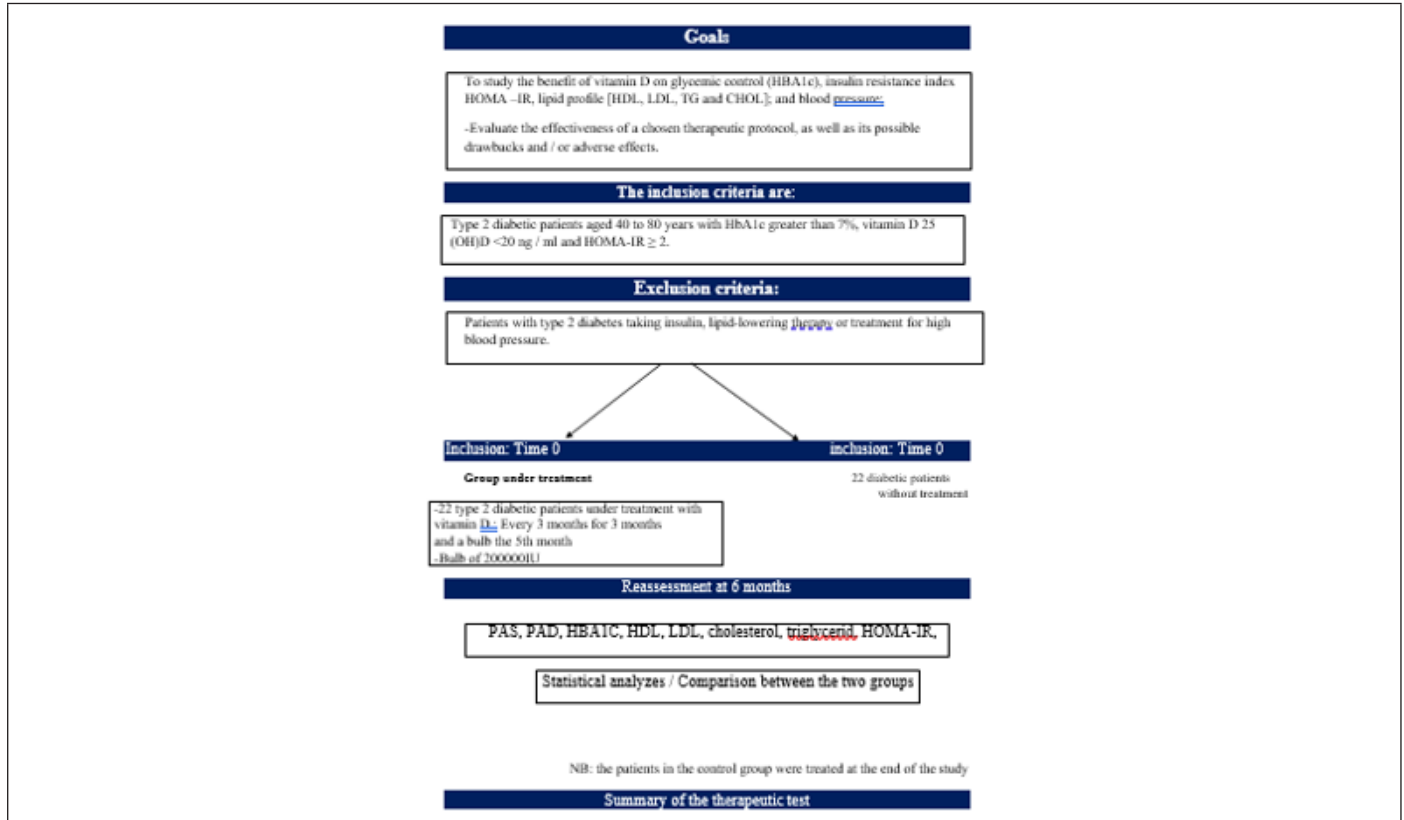 Goals
To study the benefit of vitamin D on glycemic control (HBA1c), insulin resistance index
HOMA –IR, lipid profile [HDL, LDL, TG and CHOL]; and blood pressure;
-Evaluate the effectiveness of a chosen therapeutic protocol, as well as its possible
drawbacks and / or adverse effects.
The inclusion criteria are:
Type 2 diabetic patients aged 40 to 80 years with HbA1c greater than 7%, vitamin D 25
(OH)D <20 ng / ml and HOMA-IR ≥ 2.
Exclusion criteria:
Patients with type 2 diabetes taking insulin, lipid-lowering therapy or treatment for high
blood pressure.
Inclusion: Time 0
Group under treatment
-22 type 2 diabetic patients under treatment with
vitamin D.: Every 3 months for 3 months
and a bulb the 5th month
-Bulb of 200000IU
inclusion: Time 0
22 diabetic patients
without treatment
Reassessment at 6 months
PAS, PAD, HBA1C, HDL, LDL, cholesterol, triglycerid, HOMA-IR,
Statistical analyzes / Comparison between the two groups
NB: the patients in the control group were treated at the end of the study
Summary of the therapeutic test